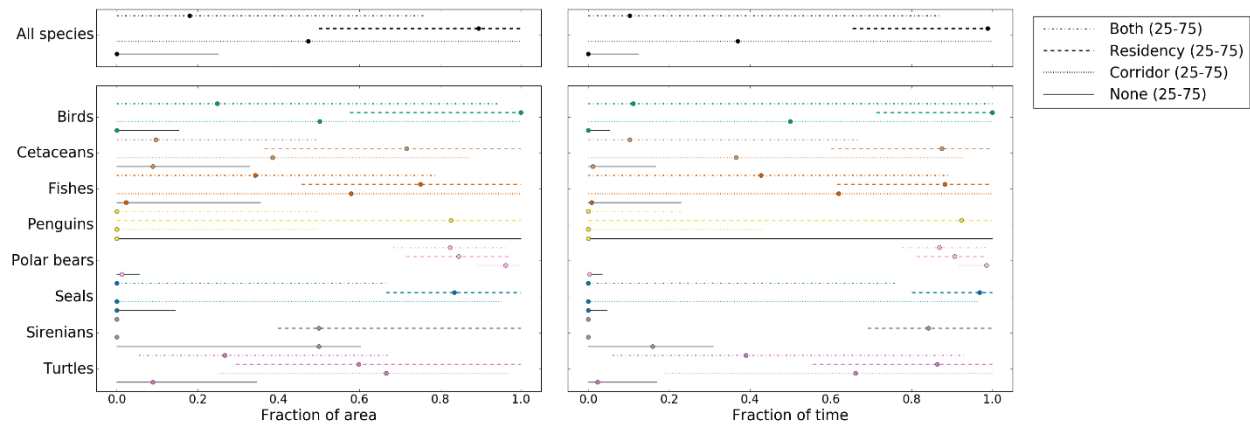 All species
Both (25-75)
Residency (25-75)
Corridor (25-75)
None (25-75)
Birds
Cetaceans
Fishes
Penguins
Polar bears
Seals
Sirenians
Turtles
0.0 0.2 0.4 0.6 0.8 1.0
0.0 0.2 0.4 0.6 0.8 1.0
Fraction of area
Fraction of time